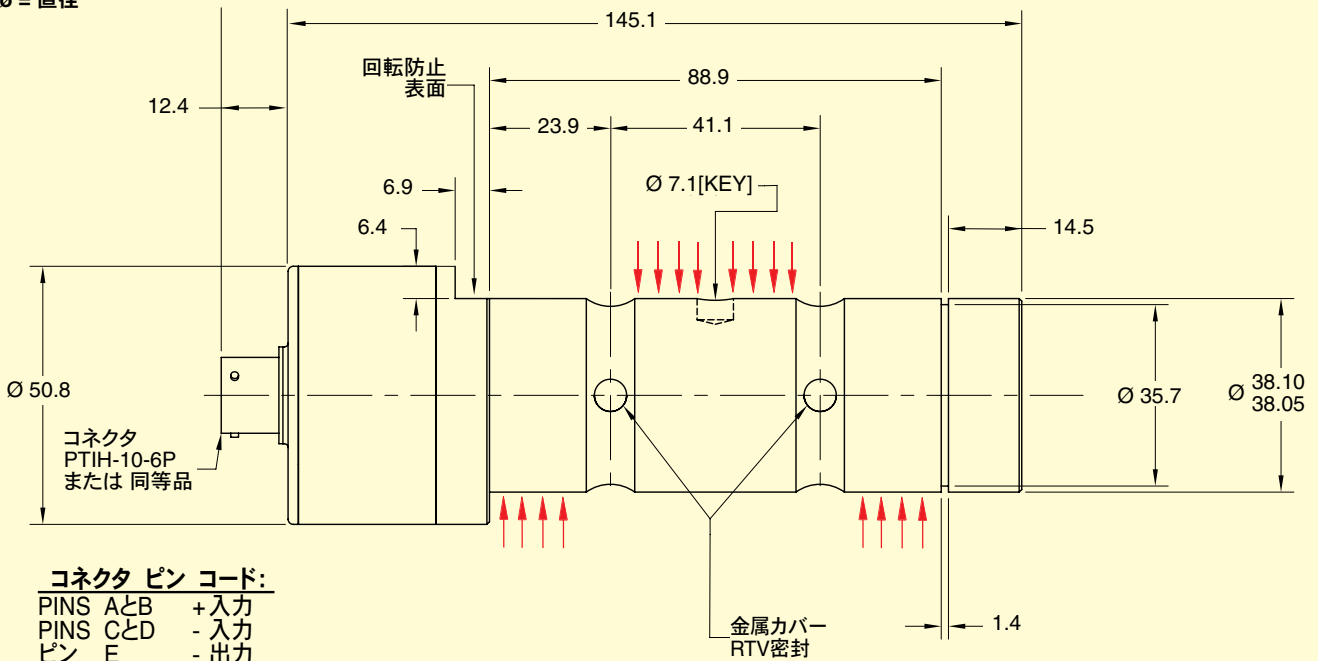 ø = 直径
145.1
回転防止
表面
88.9
12.4
23.9
41.1
6.9
Ø 7.1[KEY]
6.4
14.5
Ø 50.8
Ø 35.7
Ø 38.10
38.05
コネクタ
PTIH-10-6P
または 同等品
コネクタ ピン コード:
PINS AとB +入力
PINS CとD - 入力
ピン E - 出力
金属カバー
RTV密封
1.4